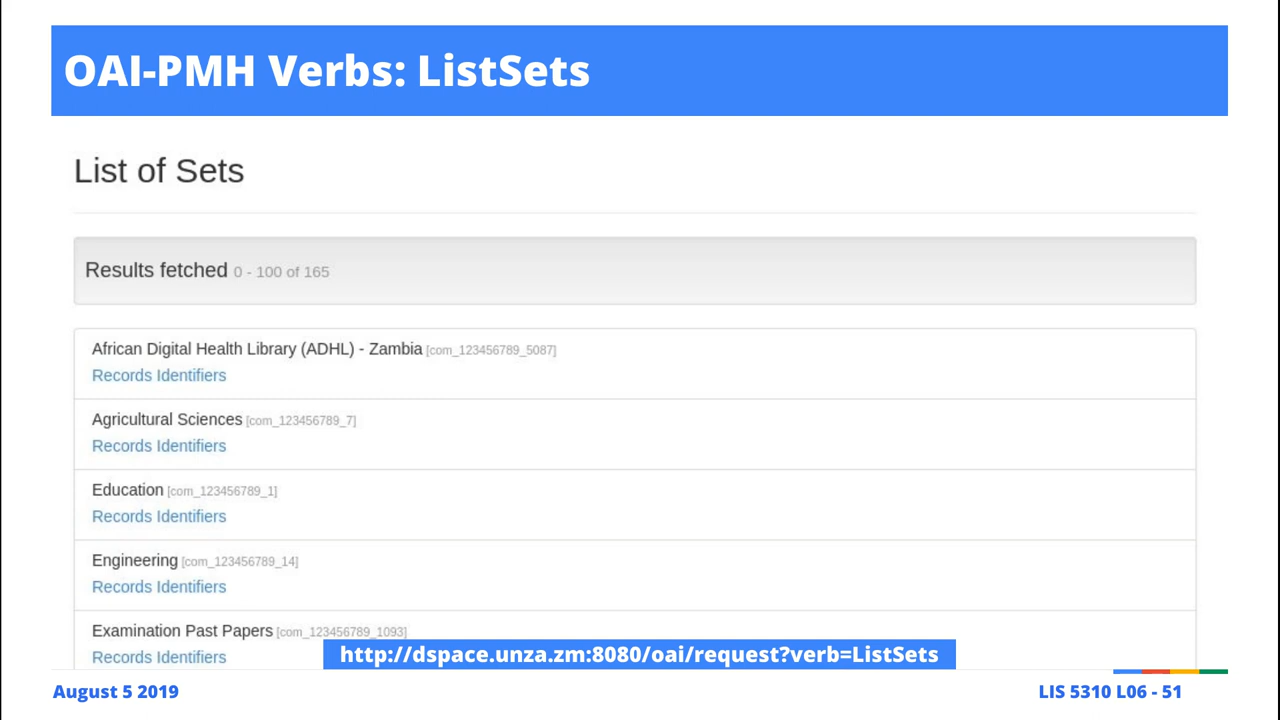 OAI-PMH Verbs: ListSets
List of Sets
Results fetched 0 - 100 of 165
African Digital Health Library (ADHL) - Zambia [com_123456789_5087]
Records Identifiers
Agricultural Sciences [com_123456789_7]
Records Identifiers
Education [com_123456789_1]
Records Identifiers
Engineering [com_123456789_14]
Records Identifiers
Examination Past Papers [com_123456789_1093]
Records Identifiers
http://dspace.unza.zm:8080/oai/request?verb=ListSets
August 5 2019
LIS 5310 L06 - 51